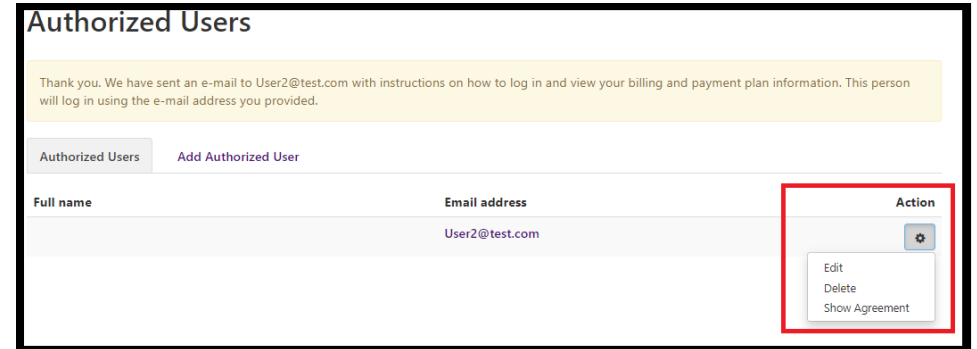 Authorized Users
Thank you. We have sent an e-mail to User2@test.com with instructions on how to log in and view your billing and payment plan information. This person
will log in using the e-mail address you provided.
Authorized Users Add Authorized User
Full name Email address Action
User2@test.com
Edit
Delete
Show Agreement